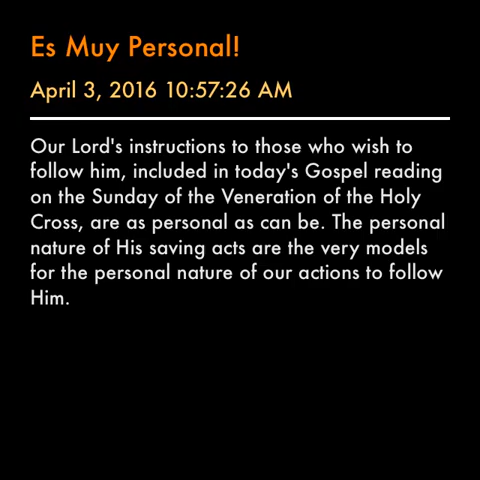 Es Muy Personal!
April 3, 2016 10:57:26 AM
Our Lord's instructions to those who wish to
follow him, included in today's Gospel reading
on the Sunday of the Veneration of the Holy
Cross, are as personal as can be. The personal
nature of His saving acts are the very models
for the personal nature of our actions to follow
Him.